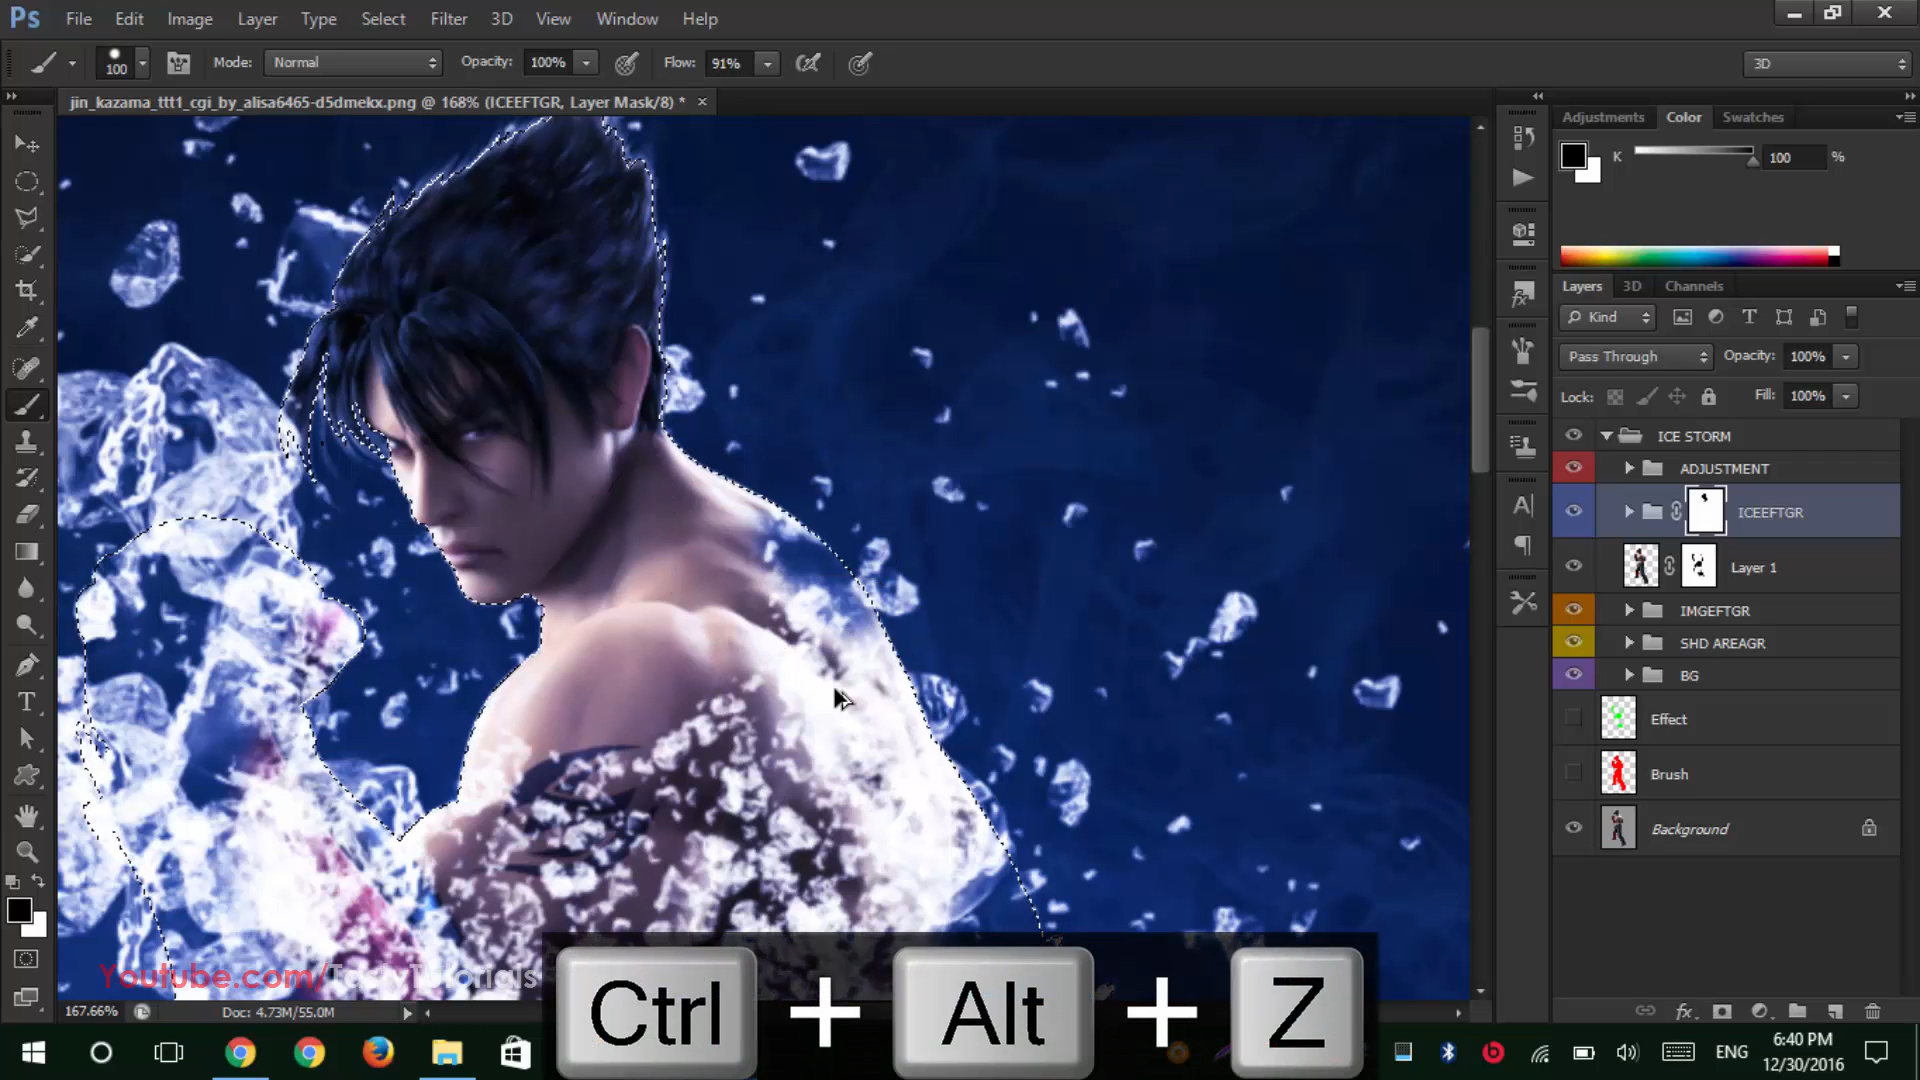 Ps File Edit Image Layer Type Select Filter 3D View Window Help
100 Mode: Normal Opacity: 100% Flow: 91% 3D
jin_kazama_ttt1_cgi_by_alisa6465-d5dmekx.png @ 168% (ICEEFTGR, Layer Mask/8) * ×
Adjustments Color Swatches
K 100 %
Layers 3D Channels
Kind
Pass Through Opacity: 100%
Lock: Fill: 100%
ICE STORM
ADJUSTMENT
ICEEFTGR
Layer 1
IMGEFTGR
SHD AREAGR
BG
Effect
Brush
Background
Youtube.com/TastyTutorials
Ctrl + Alt + Z
167.66% Doc: 4.73M/55.0M
ENG 6:40 PM
12/30/2016